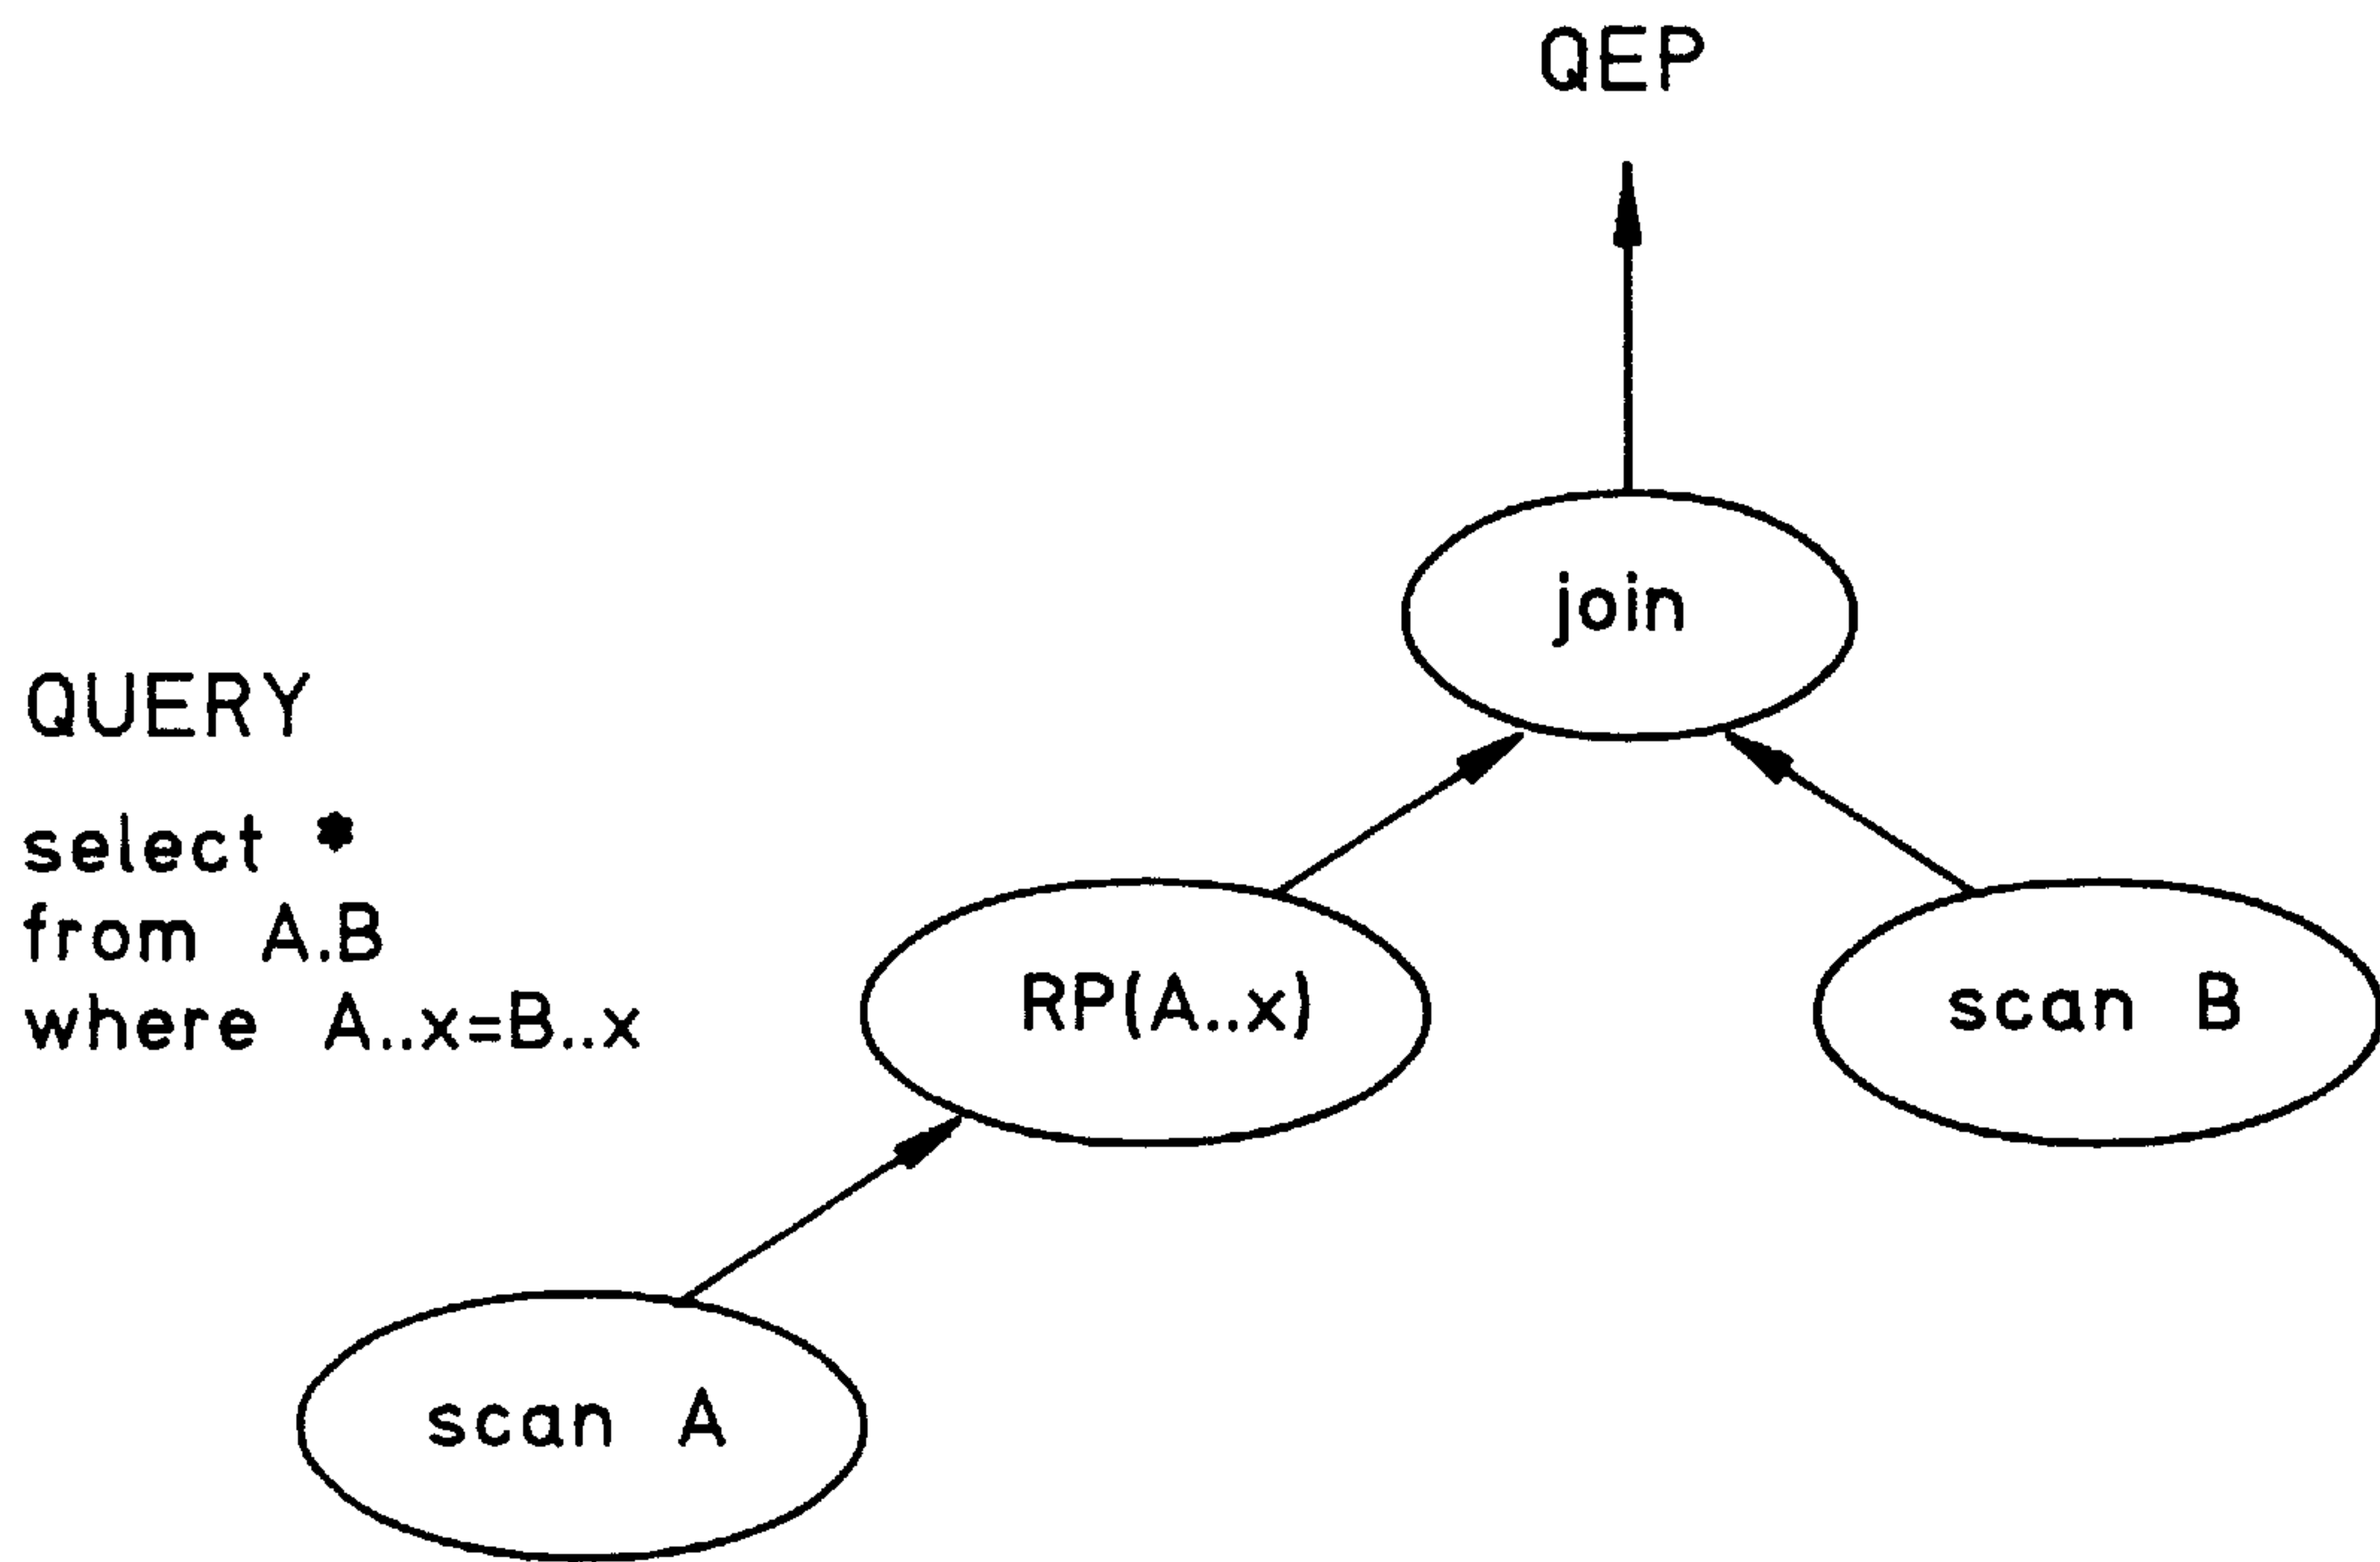 QEP
join
QUERY
select *
from A.B
where A..x=B..x
RP(A..x)
scan B
scan A